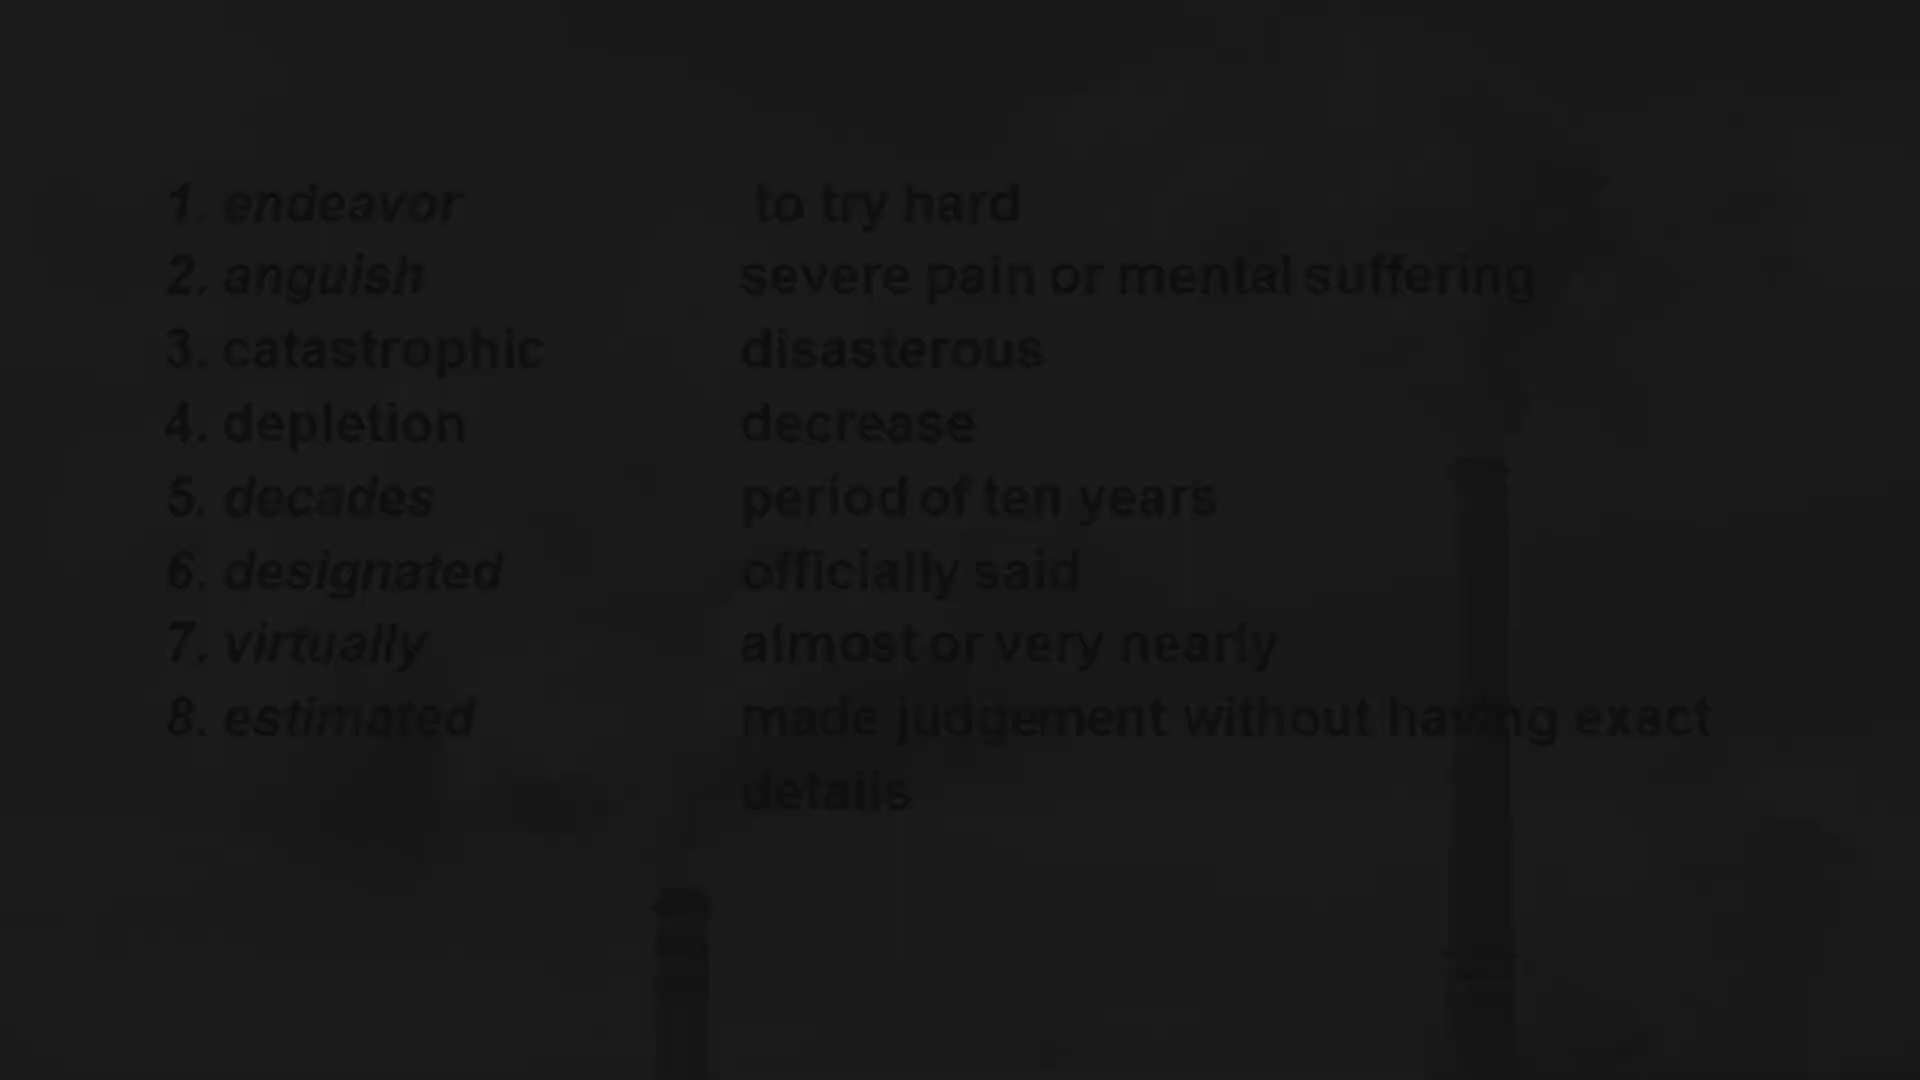 1. endeavor to try hard
2. anguish severe pain or mental suffering
3. catastrophic disasterous
4. depletion decrease
5. decades period of ten years
6. designated officially said
7. virtually almost or very nearly
8. estimated made judgement without having exact
details